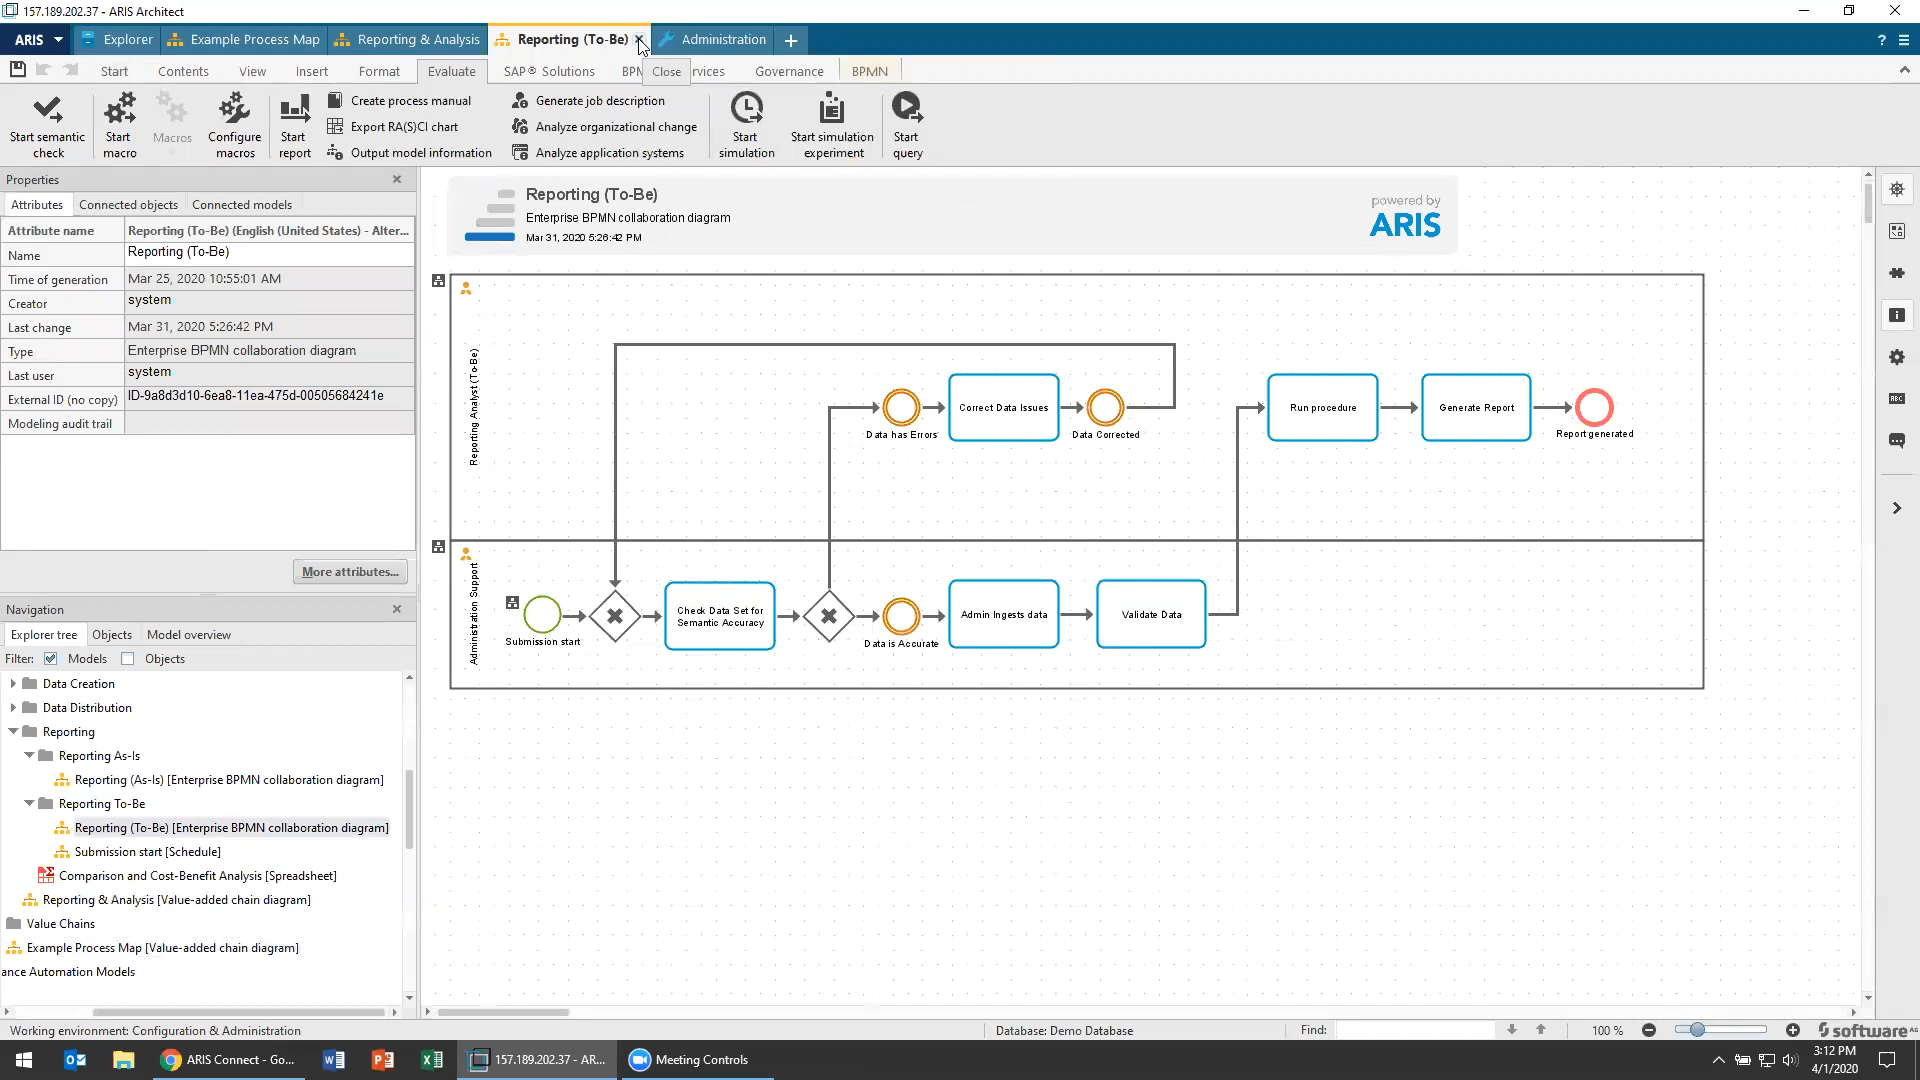 157.189.202.37 - ARIS Architect
ARIS
Explorer
Example Process Map
Reporting & Analysis
Reporting (To-Be)
Administration
?
Start
Contents
View
Insert
Format
Evaluate
SAP® Solutions
Close
Governance
BPMN
Start semantic
check
Start
macro
Macros
Configure
macros
Start
report
Create process manual
Export RA(S)CI chart
Output model information
Generate job description
Analyze organizational change
Analyze application systems
Start
simulation
Start simulation
experiment
Start
query
Properties
Attributes
Connected objects
Connected models
Attribute name
Reporting (To-Be) (English (United States) - Alter...
Name
Reporting (To-Be)
Time of generation
Mar 25, 2020 10:55:01 AM
Creator
system
Last change
Mar 31, 2020 5:26:42 PM
Type
Enterprise BPMN collaboration diagram
Last user
system
External ID (no copy)
ID-9a8d3d10-6ea8-11ea-475d-00505684241e
Modeling audit trail
More attributes...
Navigation
Explorer tree
Objects
Model overview
Filter:
Models
Objects
Data Creation
Data Distribution
Reporting
Reporting As-Is
Reporting (As-Is) [Enterprise BPMN collaboration diagram]
Reporting To-Be
Reporting (To-Be) [Enterprise BPMN collaboration diagram]
Submission start [Schedule]
Comparison and Cost-Benefit Analysis [Spreadsheet]
Reporting & Analysis [Value-added chain diagram]
Value Chains
Example Process Map [Value-added chain diagram]
ance Automation Models
Reporting (To-Be)
Enterprise BPMN collaboration diagram
Mar 31, 2020 5:26:42 PM
powered by
ARIS
Reporting Analyst (To-Be)
Data has Errors
Correct Data Issues
Data Corrected
Run procedure
Generate Report
Report generated
Administration Support
Submission start
Check Data Set for
Semantic Accuracy
Data is Accurate
Admin Ingests data
Validate Data
ABC
Working environment: Configuration & Administration
Database: Demo Database
Find:
100 %
software AG
ARIS Connect - Go...
157.189.202.37 - AR...
Meeting Controls
3:12 PM
4/1/2020